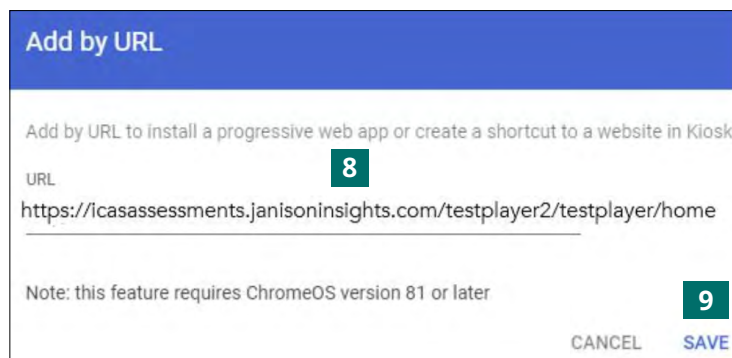 Add by URL
Add by URL to install a progressive web app or create a shortcut to a website in Kiosk
8
URL
https://icasassessments.janisoninsights.com/testplayer2/testplayer/home
Note: this feature requires ChromeOS version 81 or later
9
CANCEL SAVE